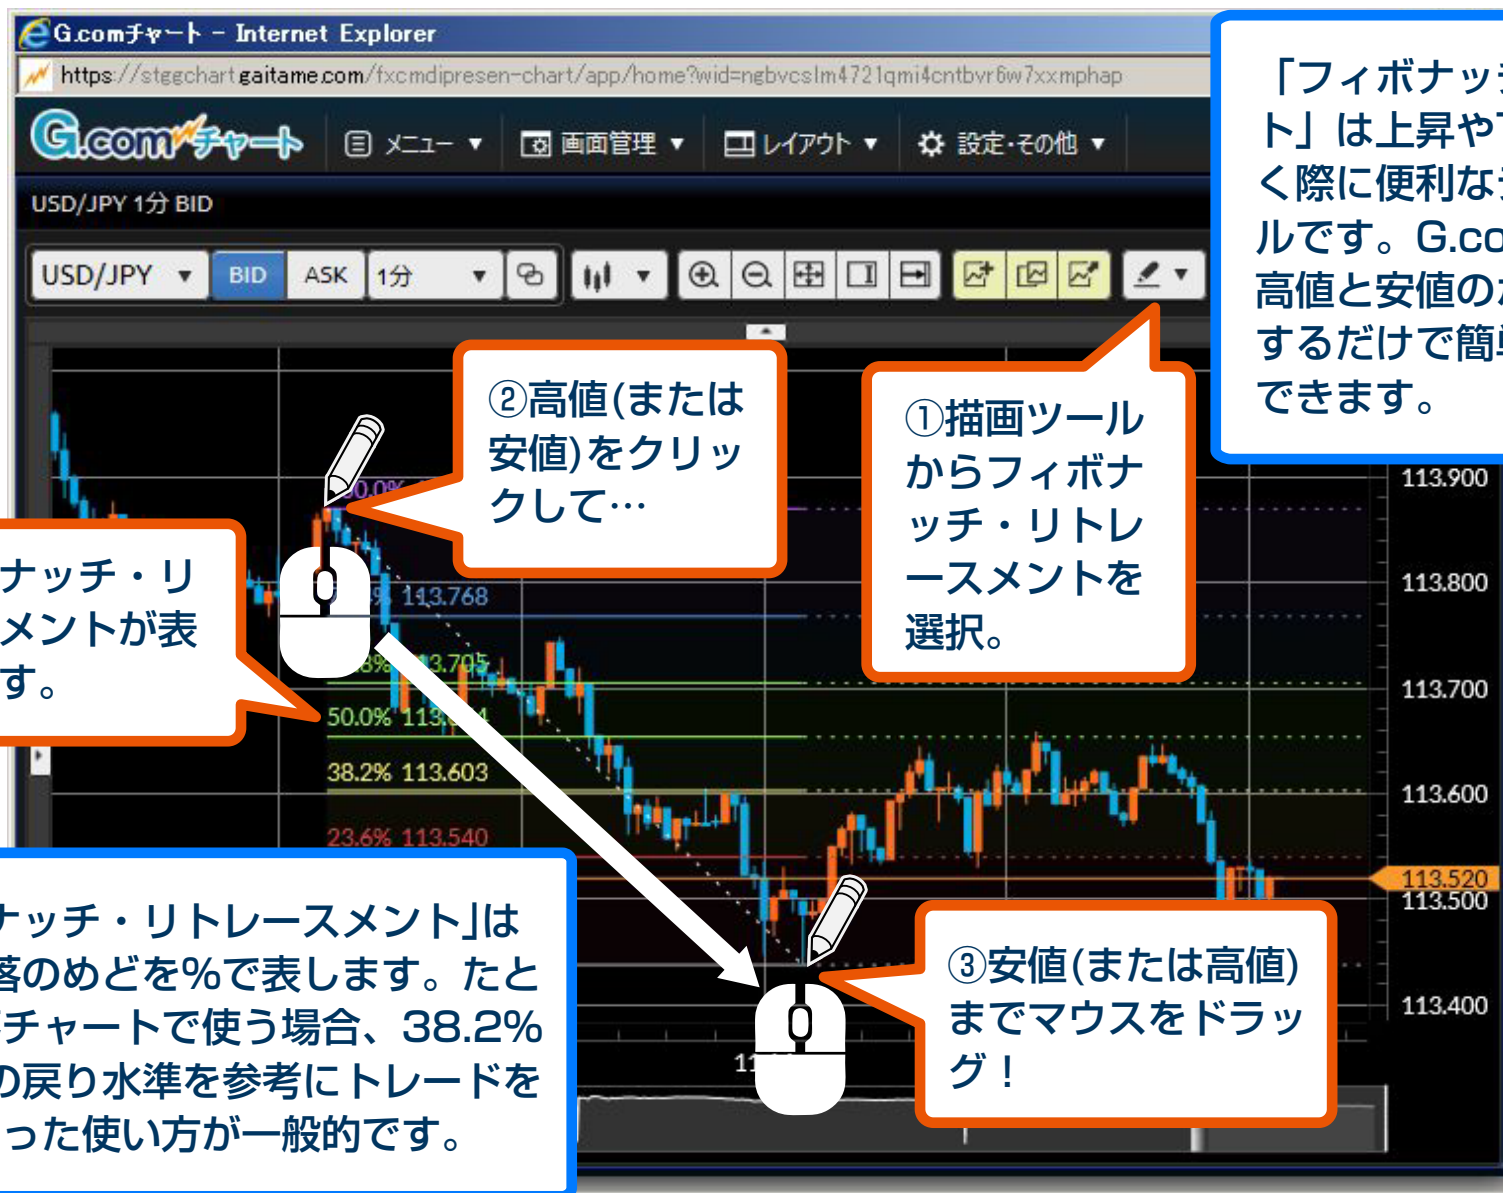 G.comチャート - Internet Explorer
https://steechart.gaitame.com/fxcmdipresen-chart/app/home?wid=ngbvcslm4721qmi4cntbvr6w7xxmphap
G.comチャート メニュー ▼ 画面管理 ▼ レイアウト ▼ 設定・その他 ▼
USD/JPY 1分 BID
USD/JPY ▼ BID ASK 1分 ▼
「フィボナッ
ト」は上昇や
く際に便利な
ルです。G.co
高値と安値の
するだけで簡
できます。
②高値(または
安値)をクリッ
クして…
①描画ツール
からフィボナ
ッチ・リトレ
ースメントを
選択。
ナッチ・リ
メントが表
す。
113.768
50.0%
38.2% 113.603
23.6% 113.540
113.900
113.800
113.700
113.600
113.520
113.500
113.400
③安値(または高値)
までマウスをドラッ
グ！
ナッチ・リトレースメント」は
落のめどを%で表します。たと
チャートで使う場合、38.2%
の戻り水準を参考にトレードを
った使い方が一般的です。